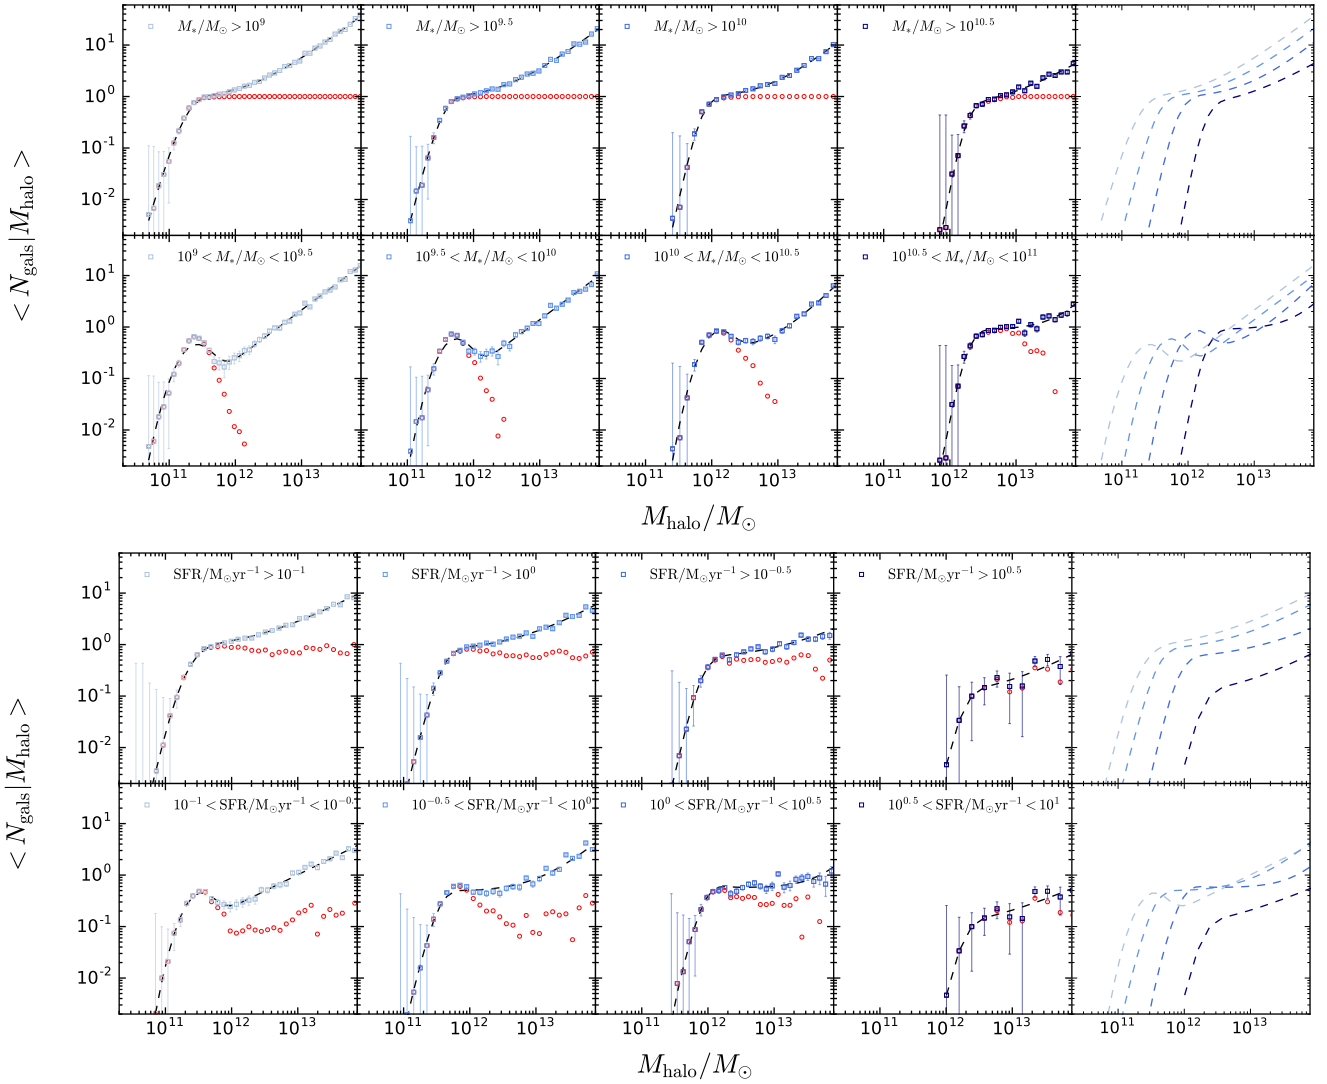 M_*/M_⊙ > 10^9
M_*/M_⊙ > 10^9.5
M_*/M_⊙ > 10^10
M_*/M_⊙ > 10^10.5
10^1
10^0
10^-1
10^-2
< N_gals|M_halo >
10^9 < M_*/M_⊙ < 10^9.5
10^9.5 < M_*/M_⊙ < 10^10
10^10 < M_*/M_⊙ < 10^10.5
10^10.5 < M_*/M_⊙ < 10^11
10^1
10^0
10^-1
10^-2
10^11 10^12 10^13 10^11 10^12 10^13 10^11 10^12 10^13 10^11 10^12 10^13 10^11 10^12 10^13
M_halo/M_⊙
SFR/M_⊙yr^-1 > 10^-1
SFR/M_⊙yr^-1 > 10^0
SFR/M_⊙yr^-1 > 10^-0.5
SFR/M_⊙yr^-1 > 10^0.5
10^1
10^0
10^-1
10^-2
< N_gals|M_halo >
10^-1 < SFR/M_⊙yr^-1 < 10^-0.
10^-0.5 < SFR/M_⊙yr^-1 < 10^0
10^0 < SFR/M_⊙yr^-1 < 10^0.5
10^0.5 < SFR/M_⊙yr^-1 < 10^1
10^1
10^0
10^-1
10^-2
10^11 10^12 10^13 10^11 10^12 10^13 10^11 10^12 10^13 10^11 10^12 10^13 10^11 10^12 10^13
M_halo/M_⊙